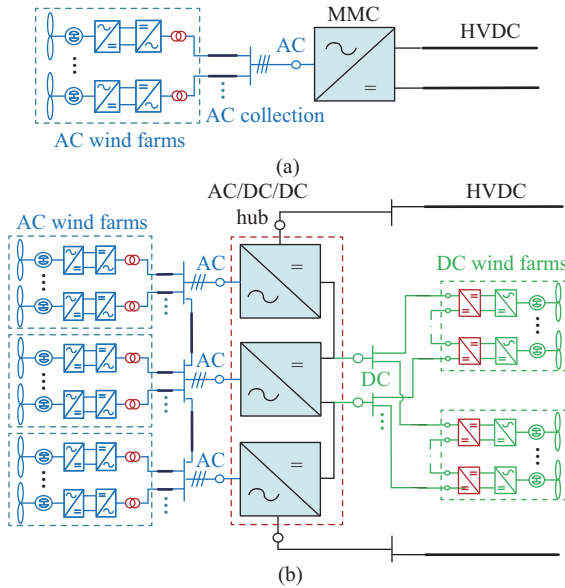 MMC
HVDC
AC
AC collection
AC wind farms
(a)
AC/DC/DC
hub
HVDC
AC wind farms
AC
DC wind farms
AC
DC
AC
(b)